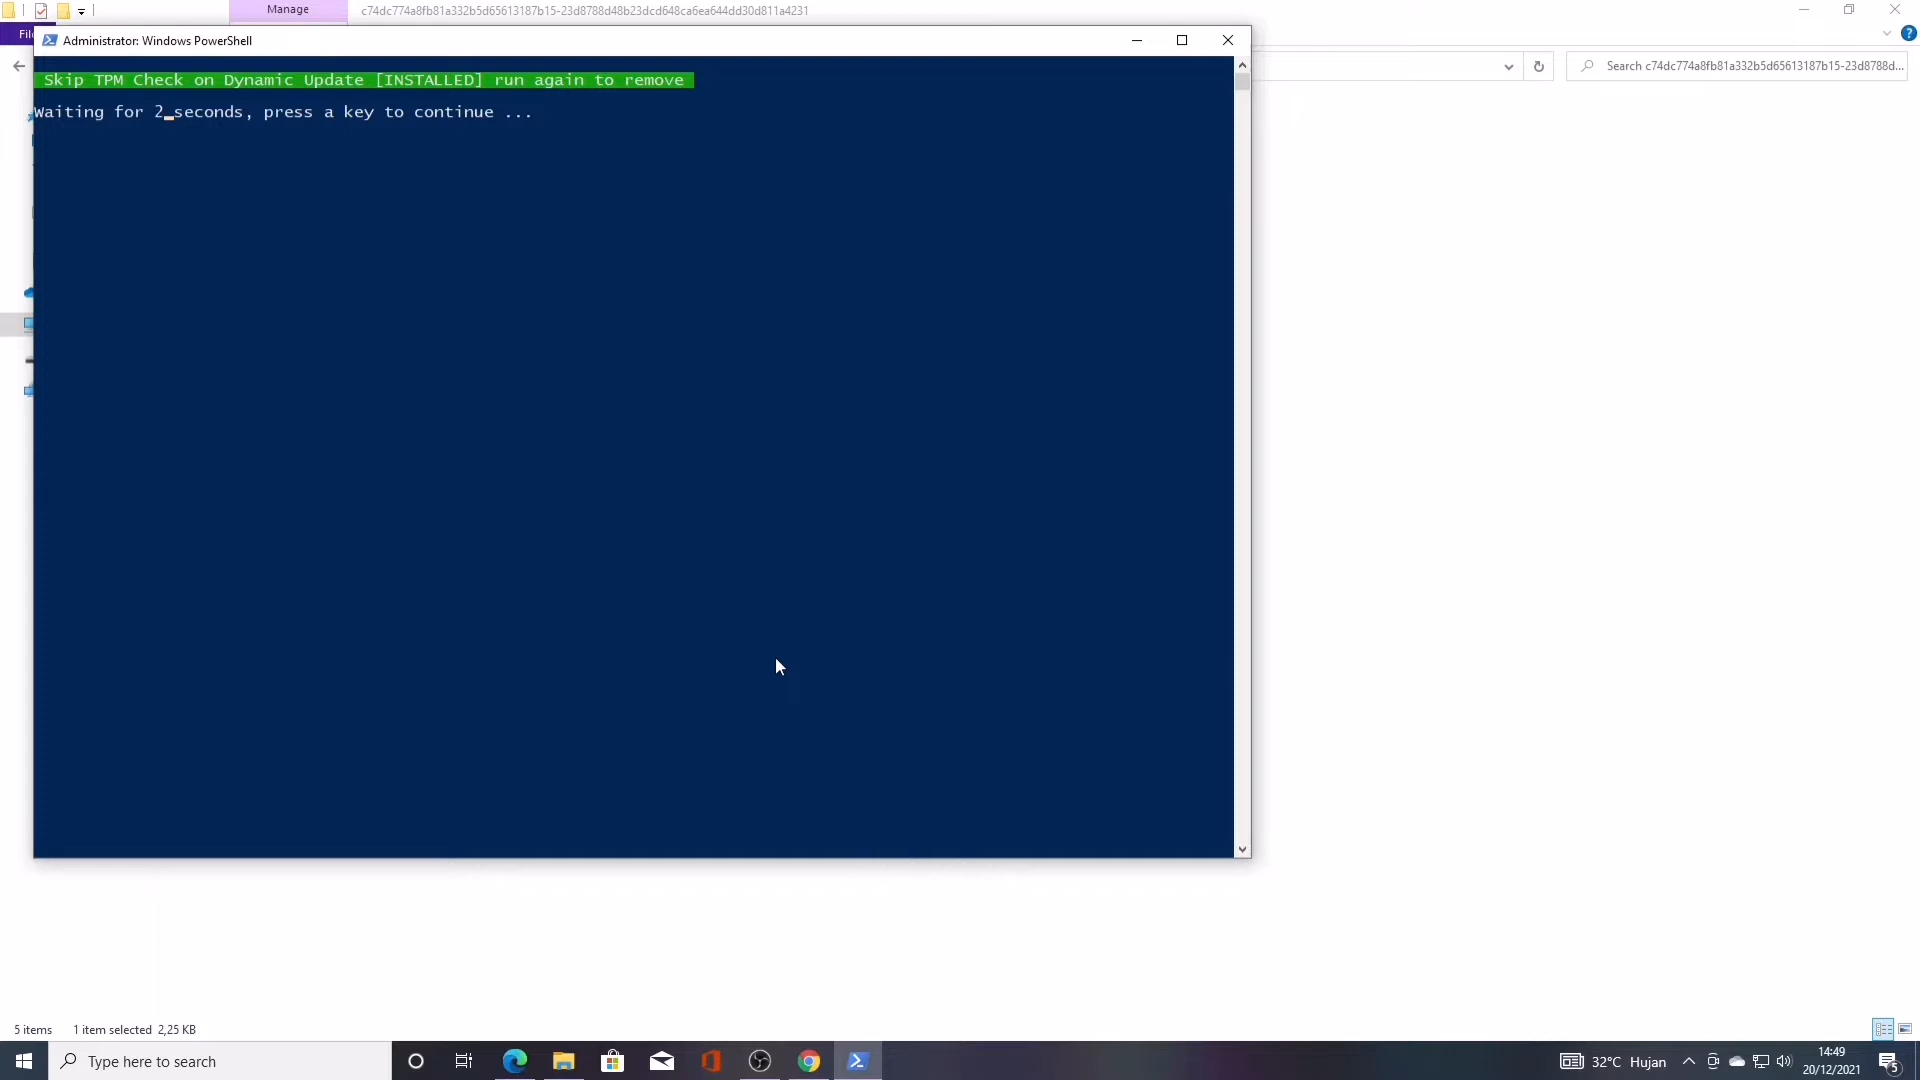 Manage
c74dc774a8fb81a332b5d65613187b15-23d8788d48b23dcd648ca6ea644dd30d811a4231
Fil
Administrator: Windows PowerShell
Search c74dc774a8fb81a332b5d65613187b15-23d8788d...
Skip TPM Check on Dynamic Update [INSTALLED] run again to remove
Waiting for 2 seconds, press a key to continue ...
5 items 1 item selected 2,25 KB
Type here to search
32°C Hujan
14:49
20/12/2021
5